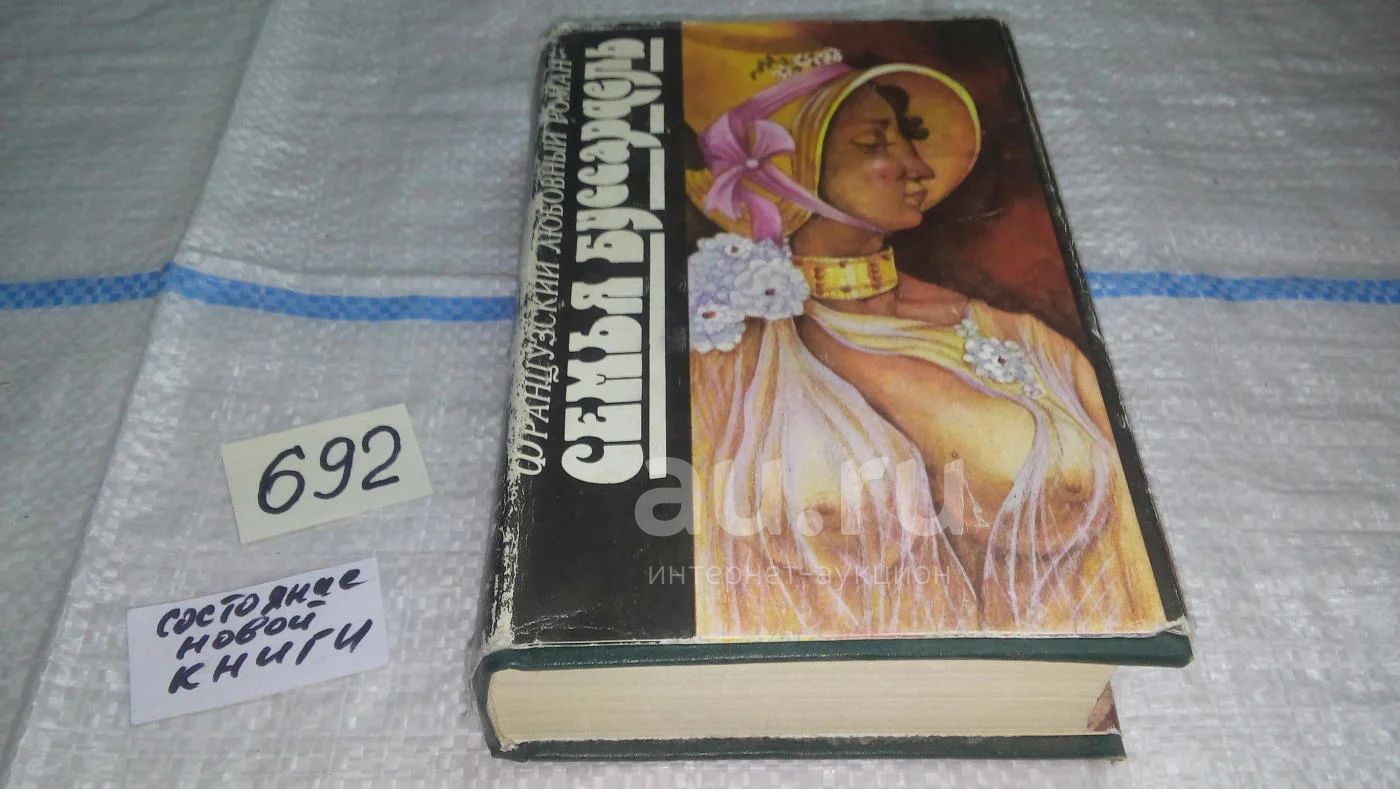 ФРАНЦУЗСКИЙ ЛЮБОВНЫЙ РОМАН
СЕМЬЯ БУССАРДЕЛЬ
692
состояние
новой
книги
au.ru
интернет-аукцион